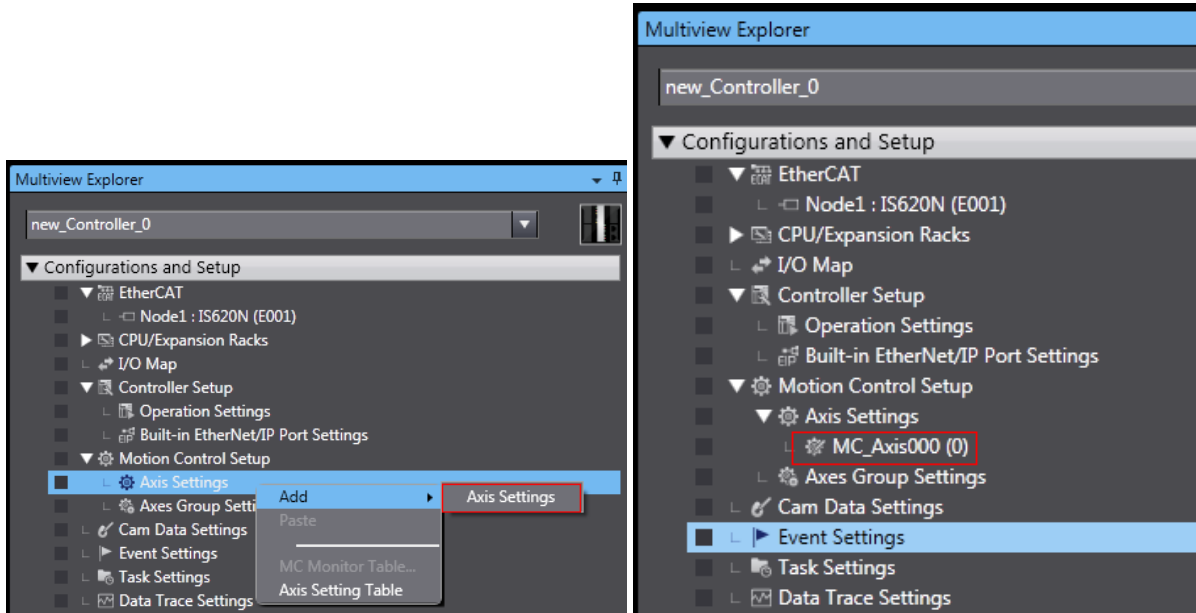 Multiview Explorer
new_Controller_0
Configurations and Setup
EtherCAT
Node1 : IS620N (E001)
CPU/Expansion Racks
I/O Map
Controller Setup
Operation Settings
Built-in EtherNet/IP Port Settings
Motion Control Setup
Axis Settings
Axes Group Setti
Cam Data Settings
Event Settings
Task Settings
Data Trace Settings
Add
Paste
MC Monitor Table...
Axis Setting Table
Axis Settings
Multiview Explorer
new_Controller_0
Configurations and Setup
EtherCAT
Node1 : IS620N (E001)
CPU/Expansion Racks
I/O Map
Controller Setup
Operation Settings
Built-in EtherNet/IP Port Settings
Motion Control Setup
Axis Settings
MC_Axis000 (0)
Axes Group Settings
Cam Data Settings
Event Settings
Task Settings
Data Trace Settings